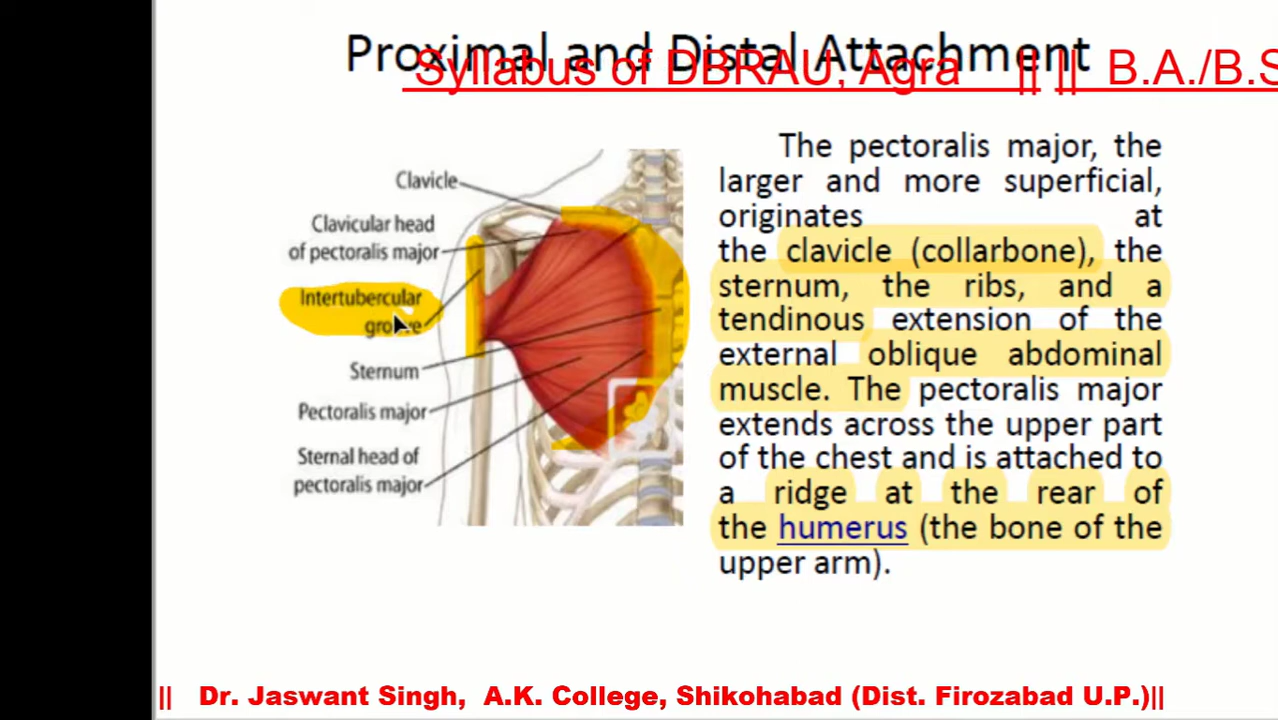 Proximal and Distal Attachment
Syllabus of DBRAU, Agra || || B.A./B.S
Clavicle
Clavicular head
of pectoralis major
Intertubercular
groove
Sternum
Pectoralis major
Sternal head of
pectoralis major
The pectoralis major, the
larger and more superficial,
originates at
the clavicle (collarbone), the
sternum, the ribs, and a
tendinous extension of the
external oblique abdominal
muscle. The pectoralis major
extends across the upper part
of the chest and is attached to
a ridge at the rear of
the humerus (the bone of the
upper arm).
|| Dr. Jaswant Singh, A.K. College, Shikohabad (Dist. Firozabad U.P.)||